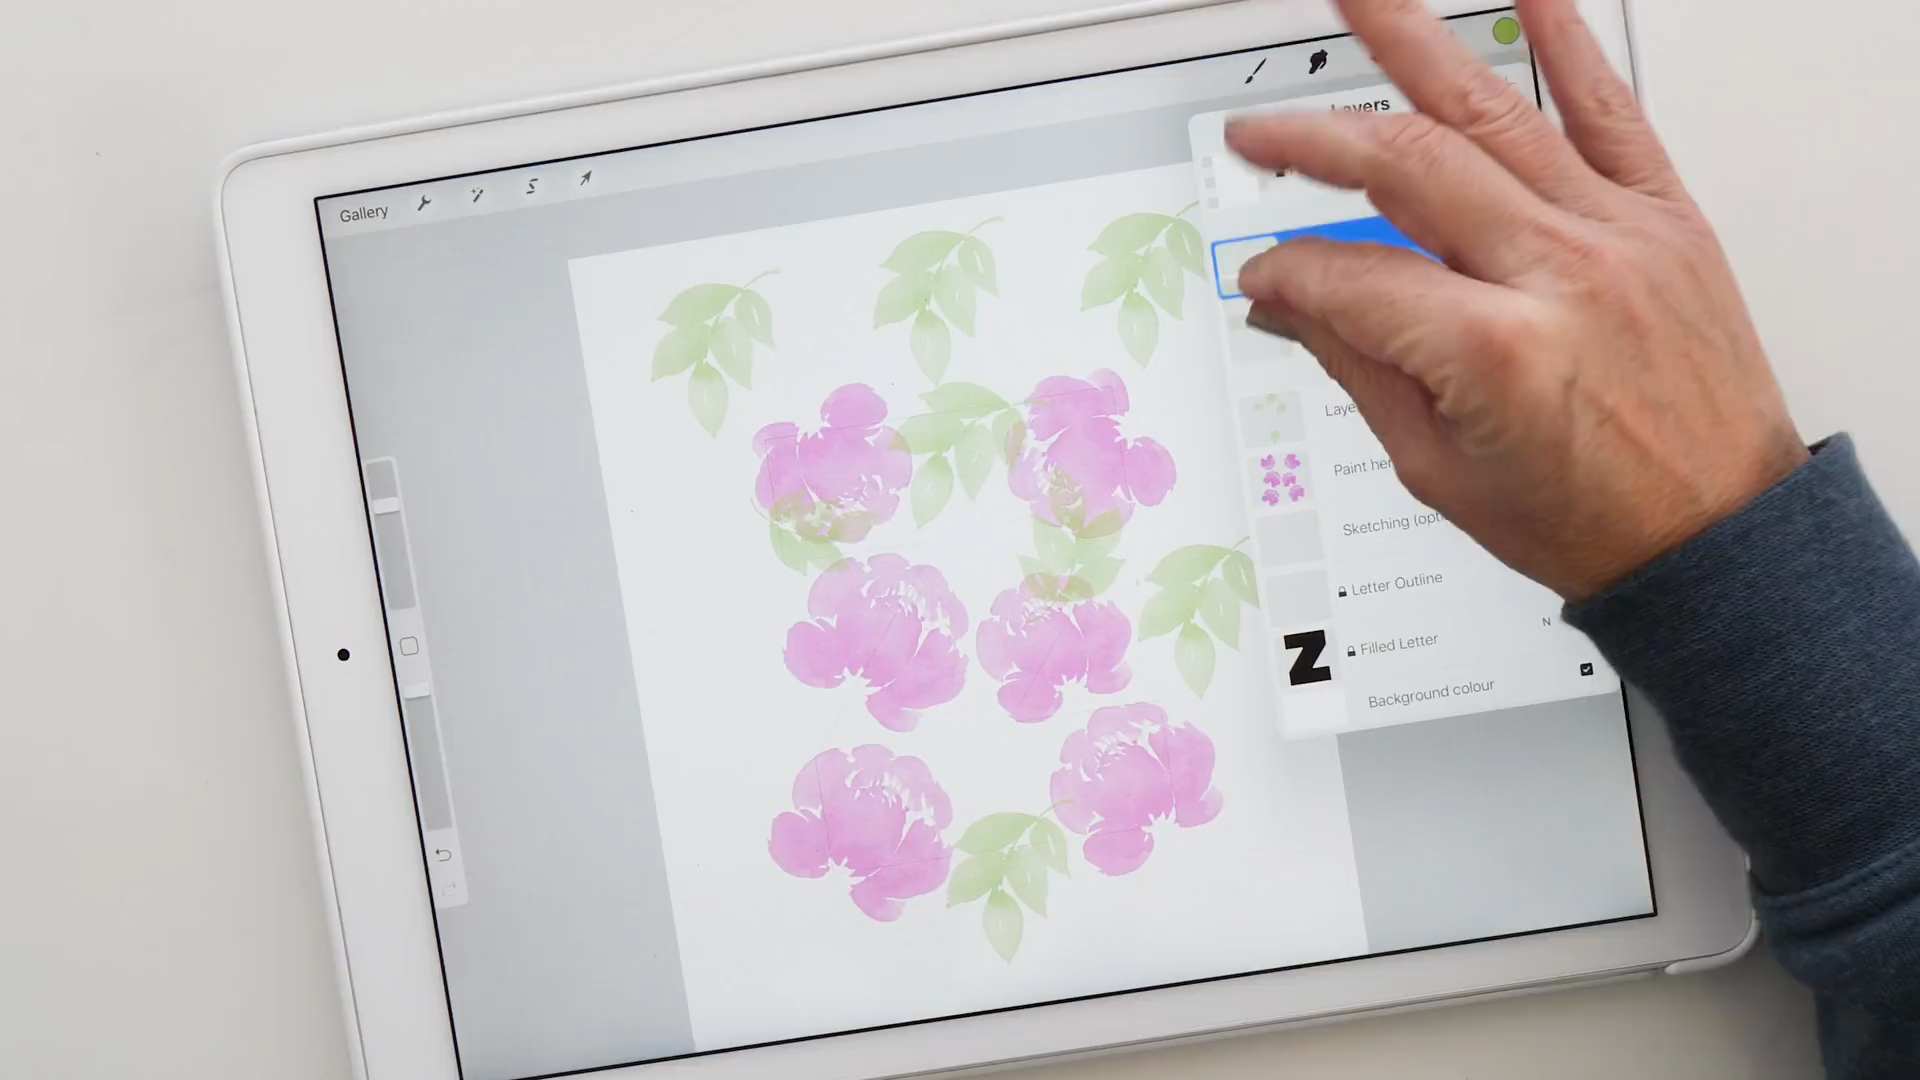 Gallery
Layers
Paint her
Sketching (opt
Letter Outline
N
Filled Letter
Z
Background colour